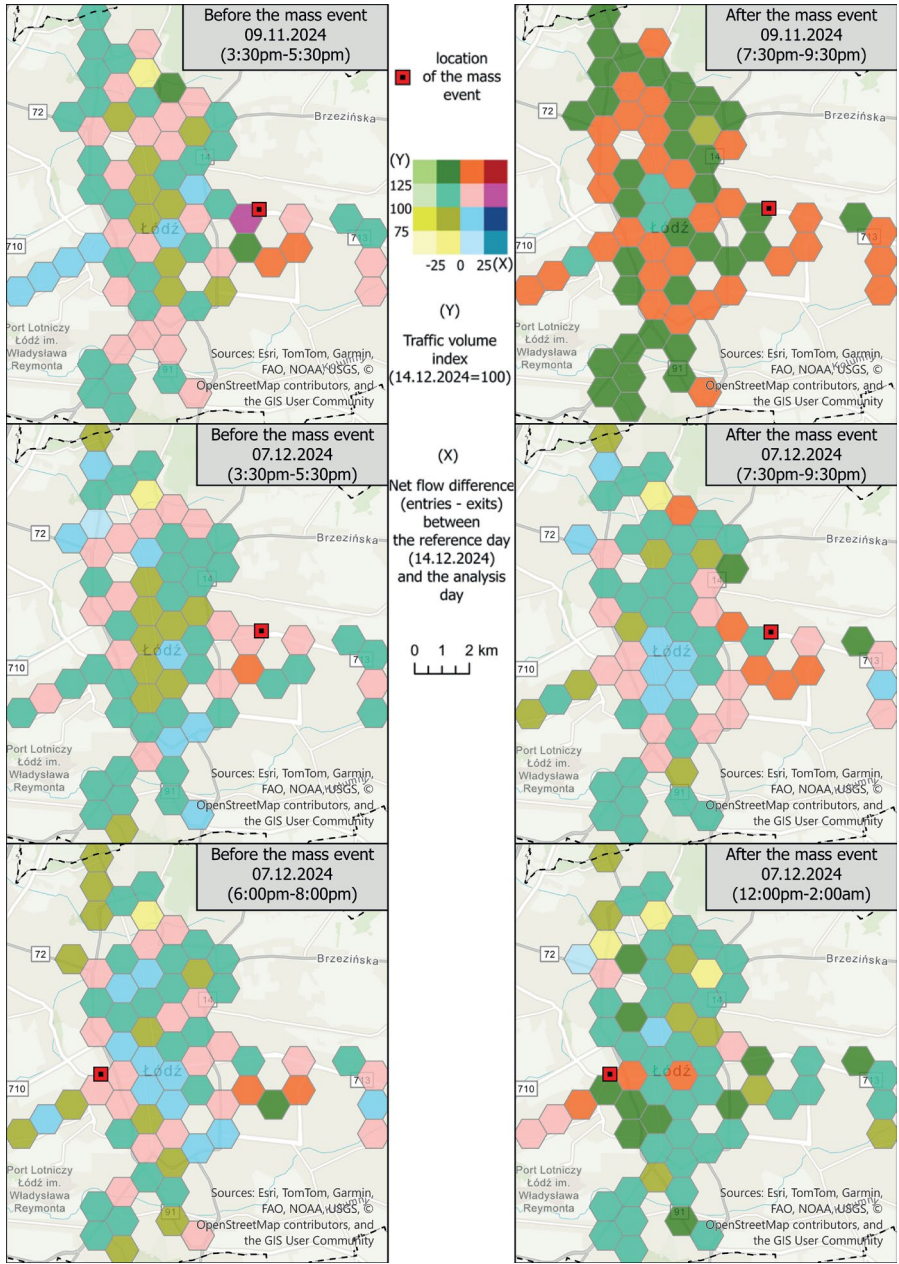 Before the mass event
09.11.2024
(3:30pm-5:30pm)
72
Brzezińska
14
Łódź
710
713
Port Lotniczy
Łódź im.
Władysława
Reymonta
91
Sources: Esri, TomTom, Garmin,
FAO, NOAA, USGS, ©
OpenStreetMap contributors, and
the GIS User Community
location
of the mass
event
(Y)
125
100
75
-25 0 25(X)
(Y)
Traffic volume
index
(14.12.2024=100)
(X)
Net flow difference
(entries - exits)
between
the reference day
(14.12.2024)
and the analysis
day
0 1 2 km
After the mass event
09.11.2024
(7:30pm-9:30pm)
72
Brzezińska
14
Łódź
710
713
Port Lotniczy
Łódź im.
Władysława
Reymonta
91
Sources: Esri, TomTom, Garmin,
FAO, NOAA, USGS, ©
OpenStreetMap contributors, and
the GIS User Community
Before the mass event
07.12.2024
(3:30pm-5:30pm)
72
Brzezińska
14
Łódź
710
713
Port Lotniczy
Łódź im.
Władysława
Reymonta
91
Sources: Esri, TomTom, Garmin,
FAO, NOAA, USGS, ©
OpenStreetMap contributors, and
the GIS User Community
After the mass event
07.12.2024
(7:30pm-9:30pm)
72
Brzezińska
14
Łódź
710
713
Port Lotniczy
Łódź im.
Władysława
Reymonta
91
Sources: Esri, TomTom, Garmin,
FAO, NOAA, USGS, ©
OpenStreetMap contributors, and
the GIS User Community
Before the mass event
07.12.2024
(6:00pm-8:00pm)
72
Brzezińska
14
Łódź
710
713
Port Lotniczy
Łódź im.
Władysława
Reymonta
91
Sources: Esri, TomTom, Garmin,
FAO, NOAA, USGS, ©
OpenStreetMap contributors, and
the GIS User Community
After the mass event
07.12.2024
(12:00pm-2:00am)
72
Brzezińska
14
Łódź
710
713
Port Lotniczy
Łódź im.
Władysława
Reymonta
91
Sources: Esri, TomTom, Garmin,
FAO, NOAA, USGS, ©
OpenStreetMap contributors, and
the GIS User Community